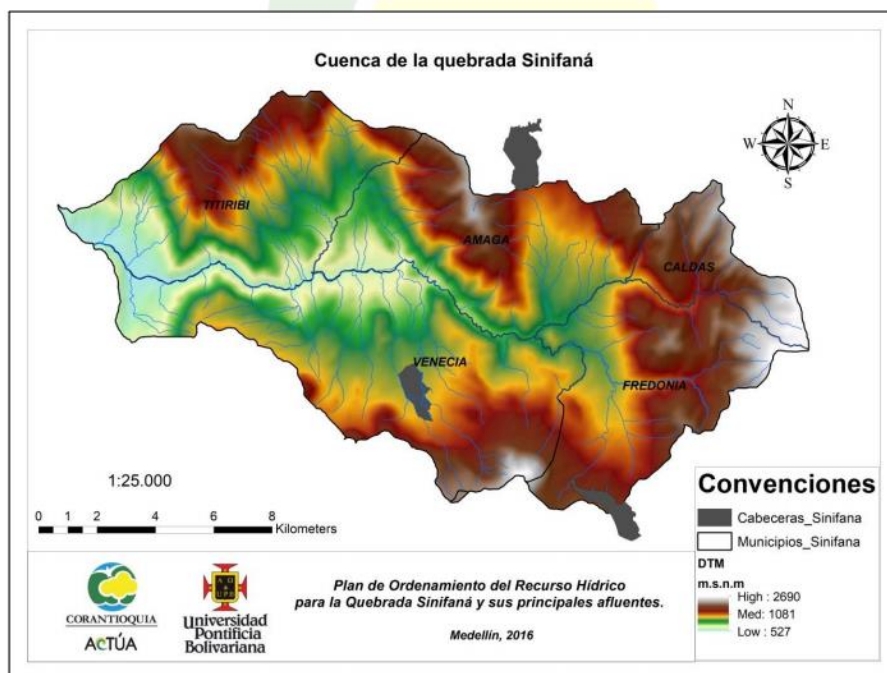 Cuenca de la quebrada Sinifaná
N
W
E
S
TITIRIBI
AMAGA
CALDAS
VENECIA
FREDONIA
1:25.000
0 1 2 4 6 8
Kilometers
Convenciones
Cabeceras_Sinifana
Municipios_Sinifana
DTM
m.s.n.m
High : 2690
Med: 1081
Low : 527
CORANTIOQUIA
ACTÚA
Universidad
Pontificia
Bolivariana
Plan de Ordenamiento del Recurso Hídrico
para la Quebrada Sinifaná y sus principales afluentes.
Medellín, 2016